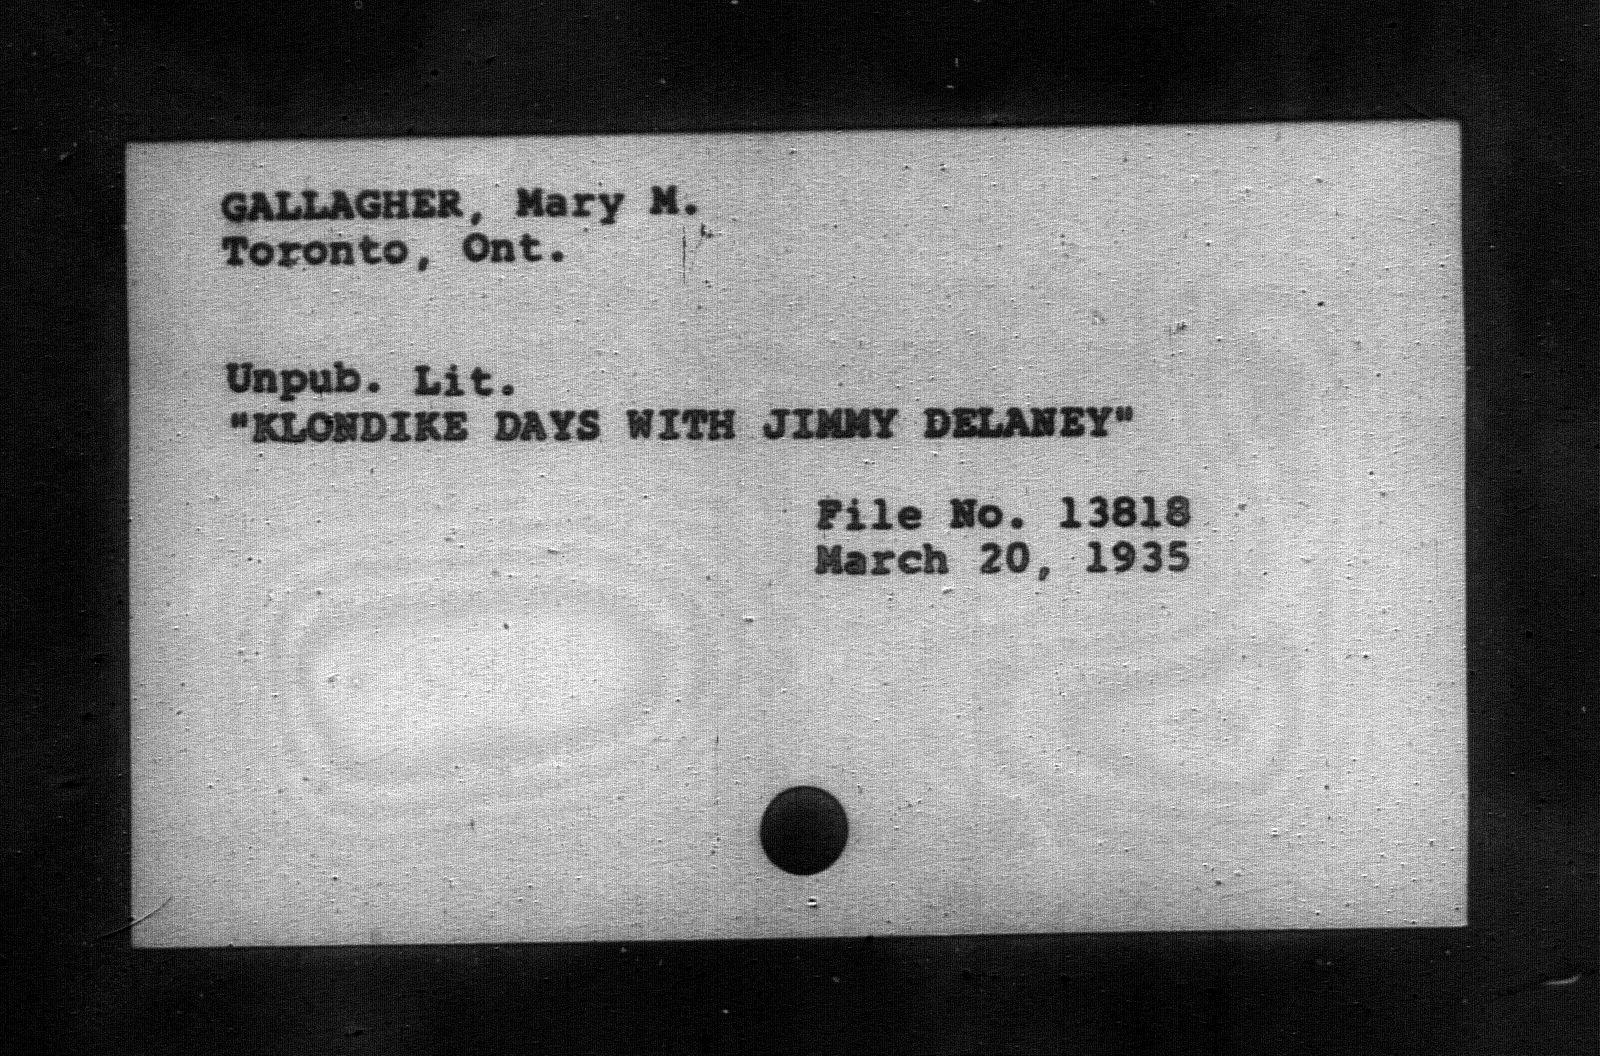 GALLAGHER, Mary M.
Toronto, Ont.
Unpub. Lit.
"KLONDIKE DAYS WITH JIMMY DELANEY"
File No. 13818
March 20, 1935